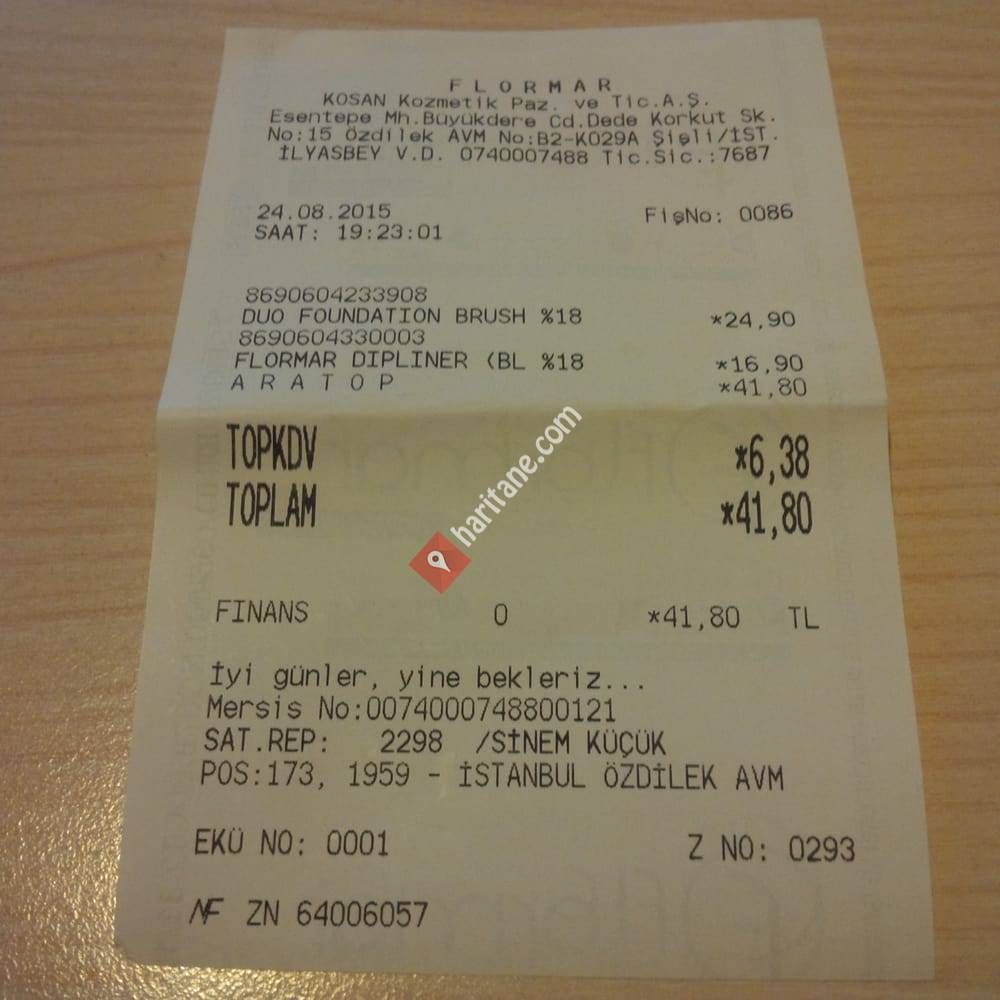 F L O R M A R
KOSAN Kozmetik Paz. ve Tic.A.Ş.
Esentepe Mh.Büyükdere Cd.Dede Korkut Sk.
No:15 Özdilek AVM No:B2-K029A Şişli/İST.
İLYASBEY V.D. 0740007488 Tic.Sic.:7687
24.08.2015 FişNo: 0086
SAAT: 19:23:01
8690604233908
DUO FOUNDATION BRUSH %18 *24,90
8690604330003
FLORMAR DIPLINER (BL %18 *16,90
A R A T O P *41,80
TOPKDV *6,38
TOPLAM *41,80
haritane.com
FINANS 0 *41,80 TL
İyi günler, yine bekleriz...
Mersis No:0074000748800121
SAT.REP: 2298 /SİNEM KÜÇÜK
POS:173, 1959 - İSTANBUL ÖZDİLEK AVM
EKÜ NO: 0001 Z NO: 0293
NF ZN 64006057